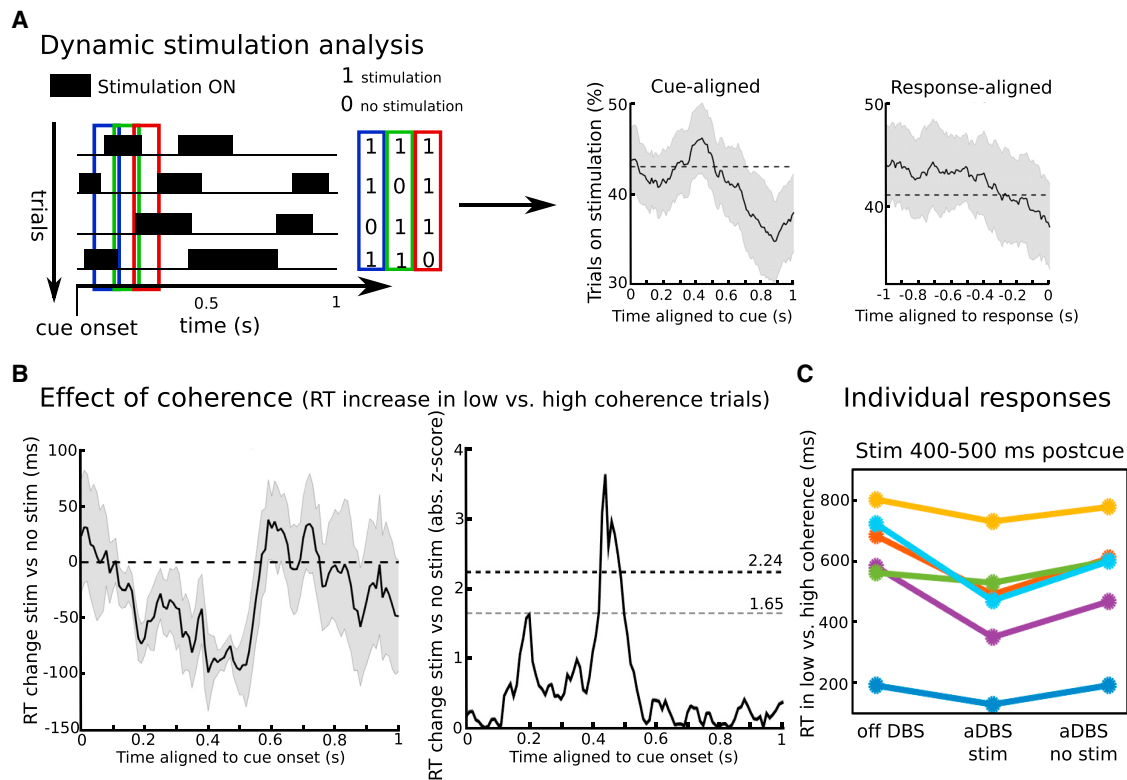 A
Dynamic stimulation analysis
Stimulation ON
1 stimulation
0 no stimulation
trials
1 1 1
1 0 1
0 1 1
1 1 0
0.5
1
cue onset
time (s)
Cue-aligned
Trials on stimulation (%)
50
40
30
0 0.2 0.4 0.6 0.8 1
Time aligned to cue (s)
Response-aligned
50
40
-1 -0.8 -0.6 -0.4 -0.2 0
Time aligned to response (s)
B
Effect of coherence (RT increase in low vs. high coherence trials)
RT change stim vs no stim (ms)
100
50
0
-50
-100
-150
0 0.2 0.4 0.6 0.8 1
Time aligned to cue onset (s)
RT change stim vs no stim (abs. z-score)
4
3
2
1
0
2.24
1.65
0 0.2 0.4 0.6 0.8 1
Time aligned to cue onset (s)
C
Individual responses
Stim 400-500 ms postcue
RT in low vs. high coherence (ms)
800
600
400
200
off DBS
aDBS
stim
aDBS
no stim